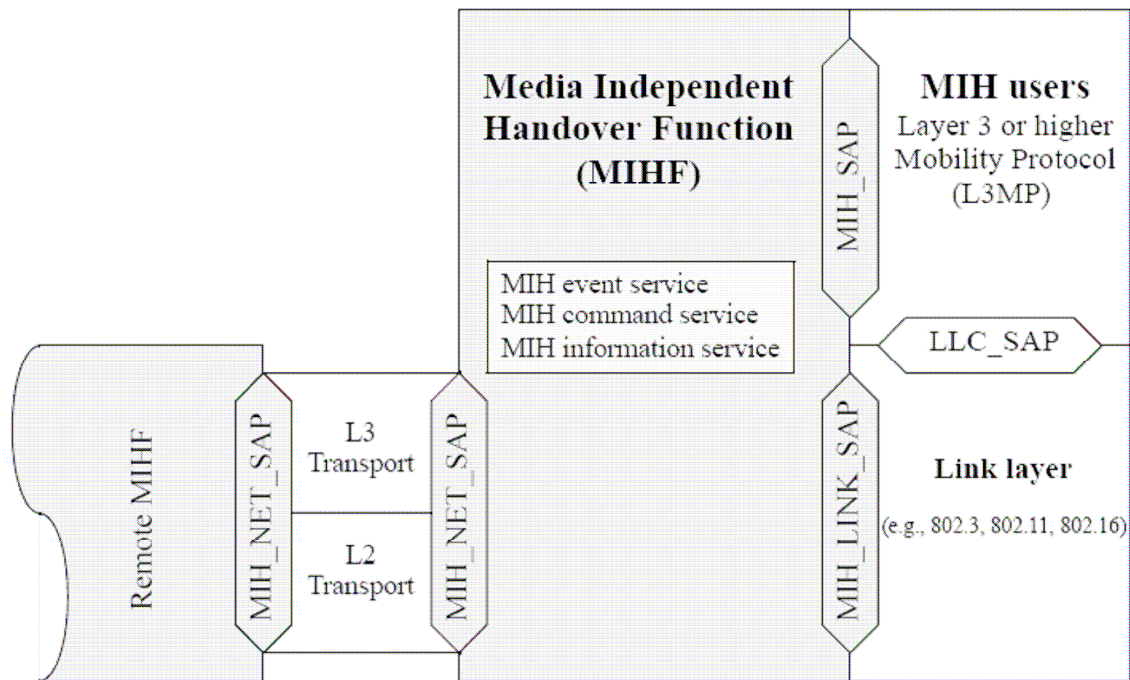 Media Independent
Handover Function
(MIHF)
MIH event service
MIH command service
MIH information service
MIH_SAP
MIH users
Layer 3 or higher
Mobility Protocol
(L3MP)
LLC_SAP
Remote MIHF
MIH_NET_SAP
L3
Transport
L2
Transport
MIH_NET_SAP
MIH_LINK_SAP
Link layer
(e.g., 802.3, 802.11, 802.16)